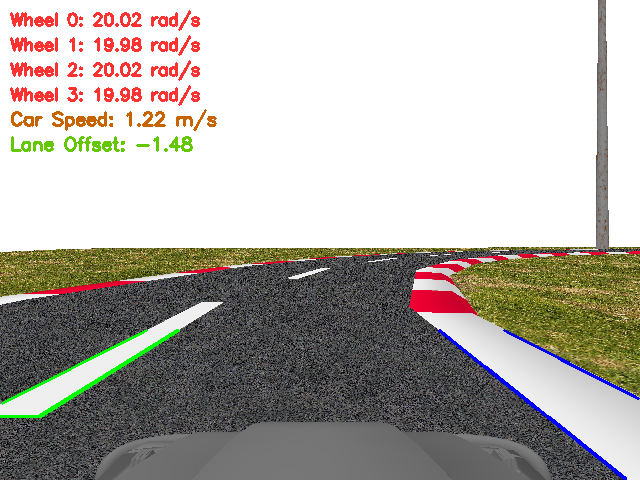 Wheel 0: 20.02 rad/s
Wheel 1: 19.98 rad/s
Wheel 2: 20.02 rad/s
Wheel 3: 19.98 rad/s
Car Speed: 1.22 m/s
Lane Offset: -1.48